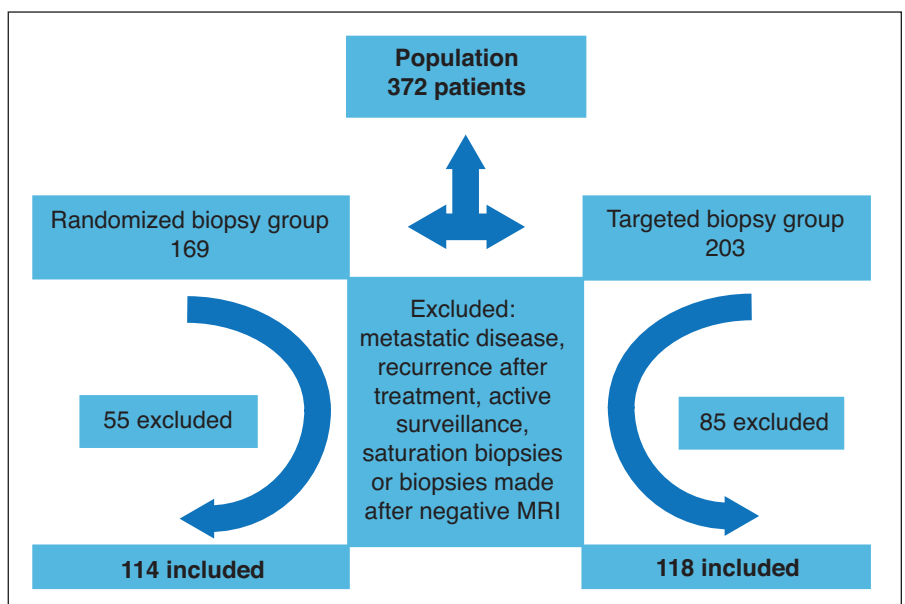 Population
372 patients
Randomized biopsy group
169
Targeted biopsy group
203
Excluded:
metastatic disease,
recurrence after
treatment, active
surveillance,
saturation biopsies
or biopsies made
after negative MRI
55 excluded
85 excluded
114 included
118 included